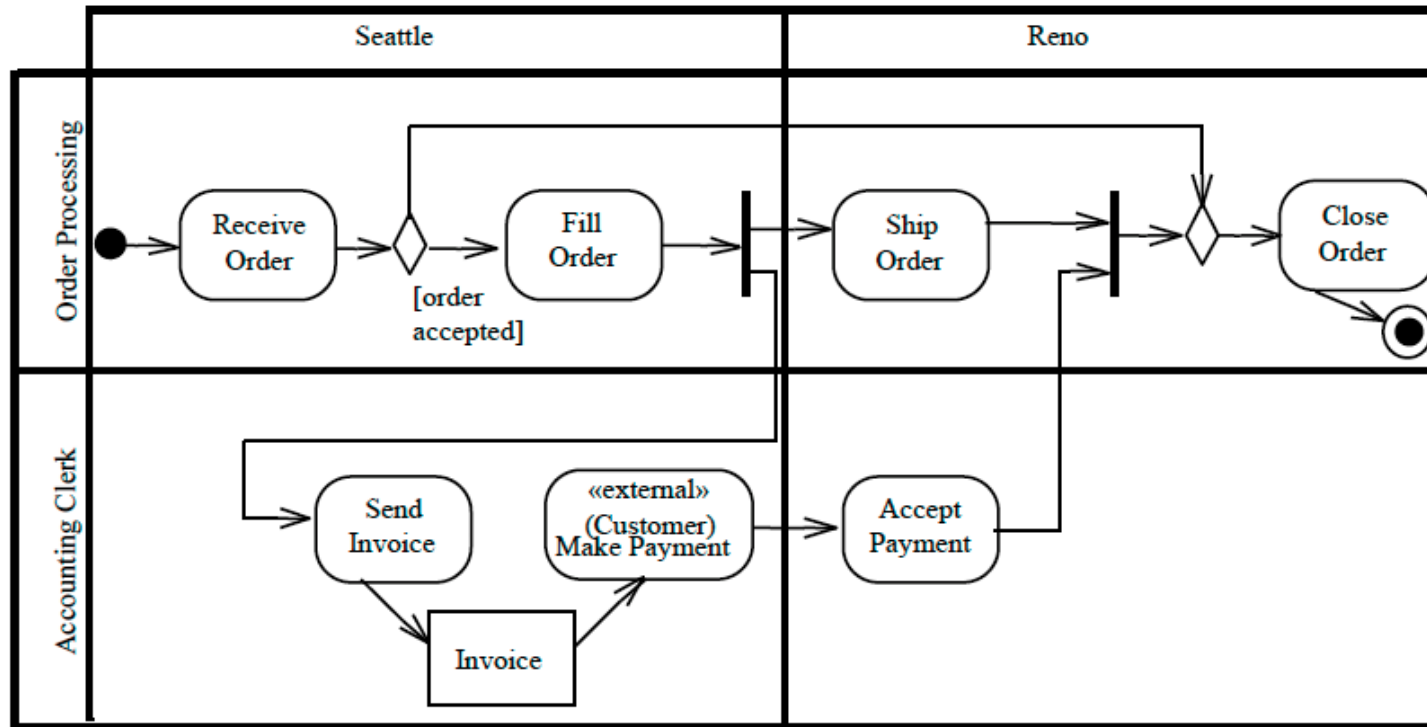 Seattle
Reno
Order Processing
Receive
Order
[order
accepted]
Fill
Order
Ship
Order
Close
Order
Accounting Clerk
Send
Invoice
Invoice
«external»
(Customer)
Make Payment
Accept
Payment